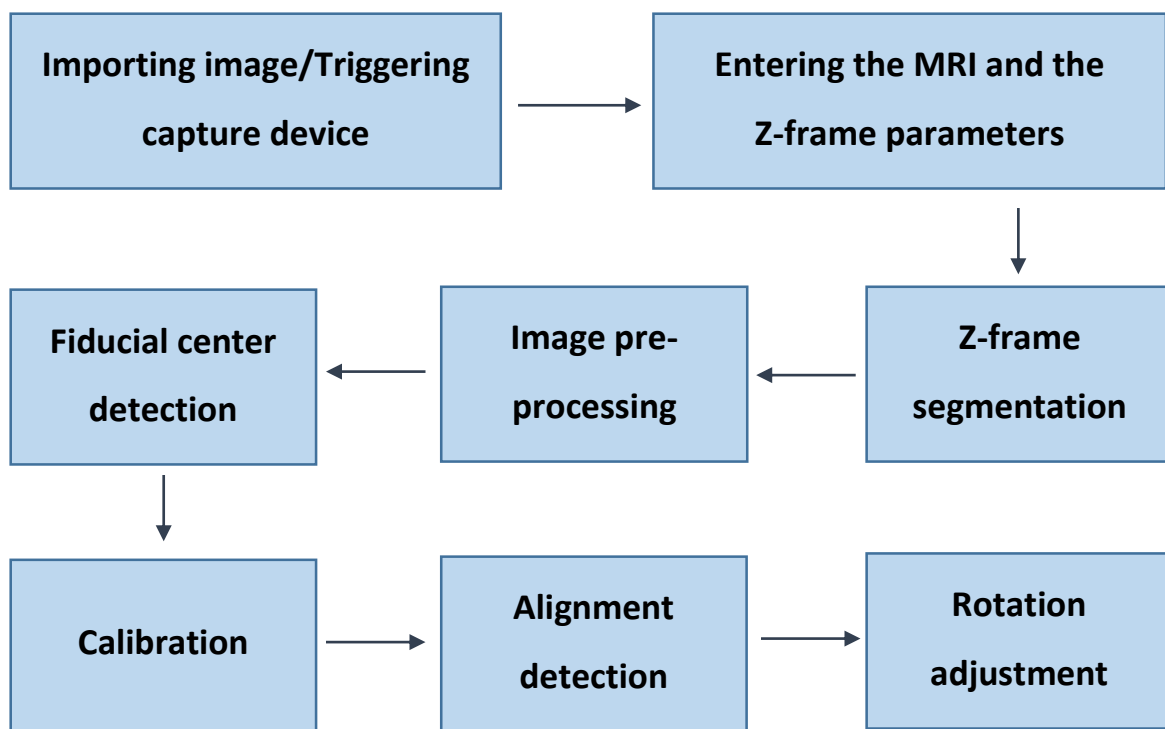 Importing image/Triggering
capture device
Entering the MRI and the
Z-frame parameters
Z-frame
segmentation
Image pre-
processing
Fiducial center
detection
Calibration
Alignment
detection
Rotation
adjustment